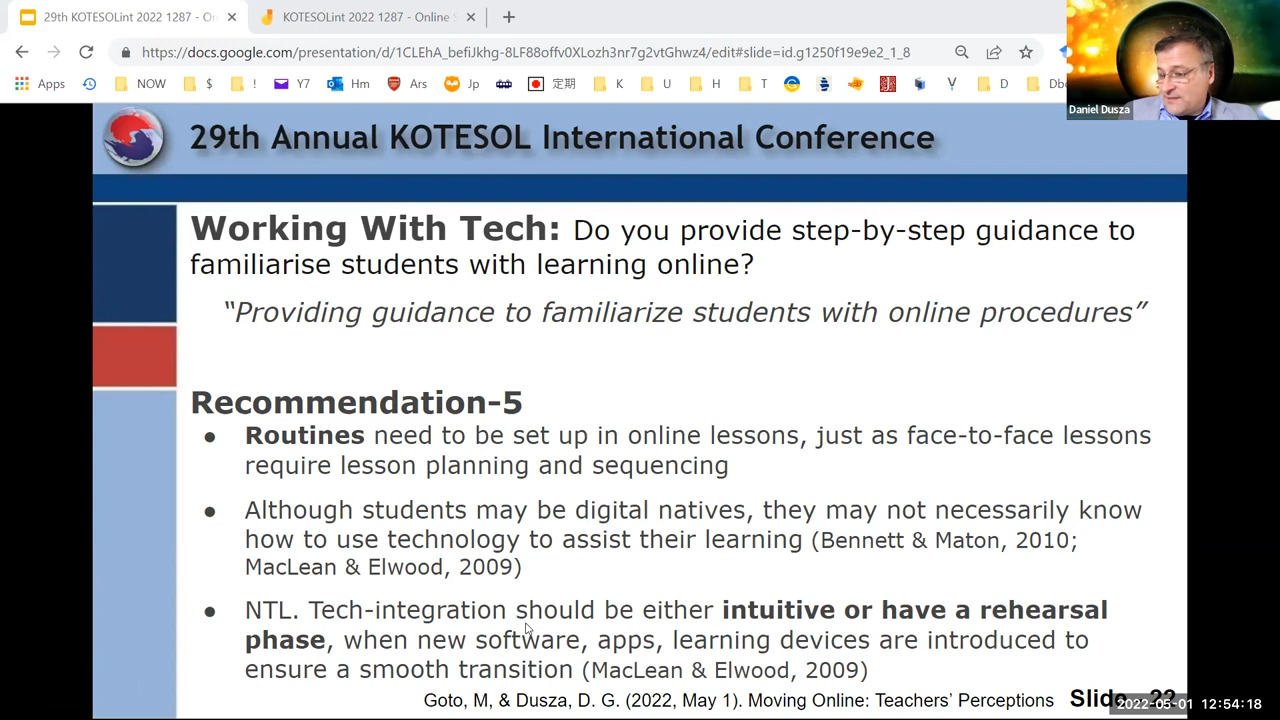 29th KOTESOL 2022 1287 - On
KOTESOLint 2022 1287 - Online S
https://docs.google.com/presentation/d/1CLEhA_befiJkhg-8LF88offv0XLozh3nr7g2vtGhwz4/edit#slide=id.g1250f19e9e2_1_8
Apps NOW $ ! Y7 Hm Ars Jp 定期 K U H T V D
Daniel Dusza
29th Annual KOTESOL International Conference
Working With Tech: Do you provide step-by-step guidance to
familiarise students with learning online?
“Providing guidance to familiarize students with online procedures”
Recommendation-5
● Routines need to be set up in online lessons, just as face-to-face lessons
require lesson planning and sequencing
● Although students may be digital natives, they may not necessarily know
how to use technology to assist their learning (Bennett & Maton, 2010;
MacLean & Elwood, 2009)
● NTL. Tech-integration should be either intuitive or have a rehearsal
phase, when new software, apps, learning devices are introduced to
ensure a smooth transition (MacLean & Elwood, 2009)
Goto, M, & Dusza, D. G. (2022, May 1). Moving Online: Teachers’ Perceptions
Slide 22
2022-05-01 12:54:18